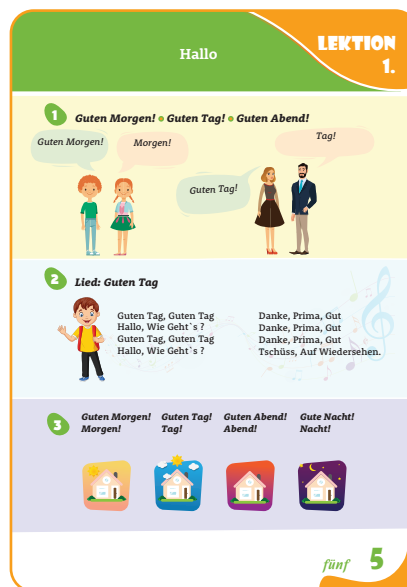 Hallo
LEKTION
1.
1 Guten Morgen! • Guten Tag! • Guten Abend!
Guten Morgen!
Morgen!
Tag!
Guten Tag!
2 Lied: Guten Tag
Guten Tag, Guten Tag
Hallo, Wie Geht`s ?
Guten Tag, Guten Tag
Hallo, Wie Geht`s ?
Danke, Prima, Gut
Danke, Prima, Gut
Danke, Prima, Gut
Tschüss, Auf Wiedersehen.
3
Guten Morgen!
Morgen!
Guten Tag!
Tag!
Guten Abend!
Abend!
Gute Nacht!
Nacht!
fünf 5